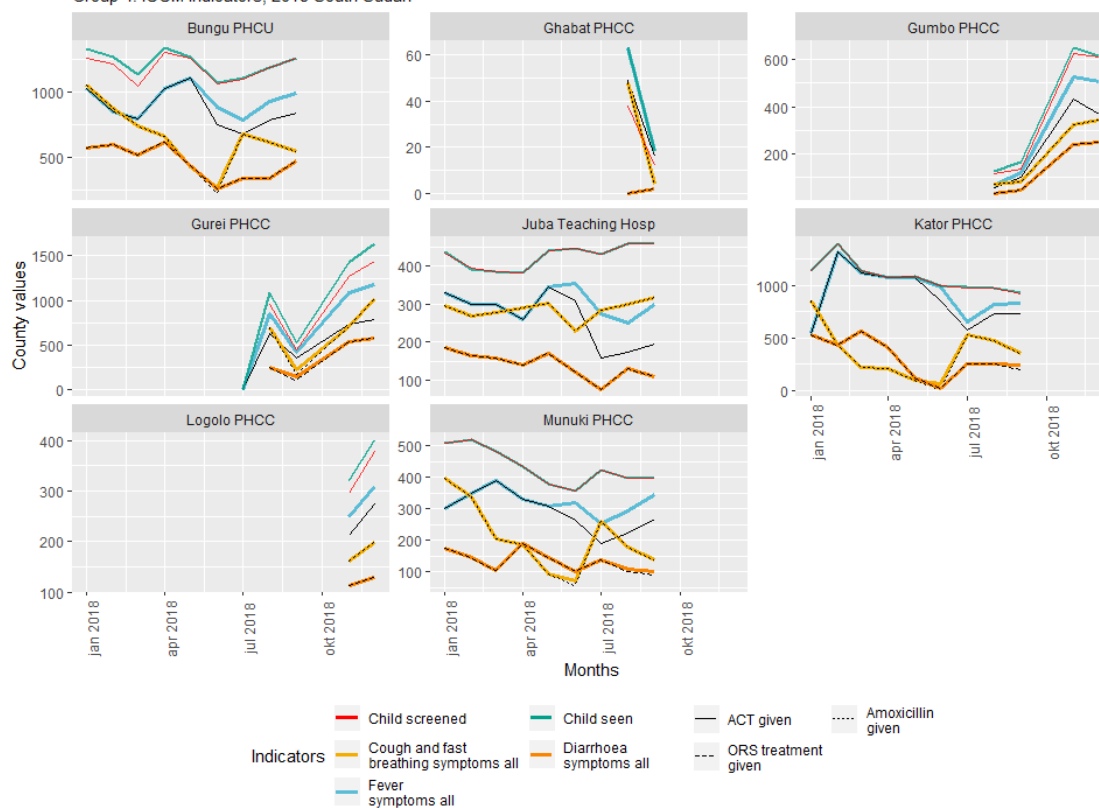 Bungu PHCU Ghabat PHCC Gumbo PHCC
1000
500
60
40
20
0
600
400
200
Gurei PHCC Juba Teaching Hosp Kator PHCC
1500
1000
500
0
400
300
200
100
1000
500
0
Logolo PHCC Munuki PHCC
400
300
200
100
500
400
300
200
100
County values
jan 2018 apr 2018 jul 2018 okt 2018
jan 2018 apr 2018 jul 2018 okt 2018
jan 2018 apr 2018 jul 2018 okt 2018
Months
Indicators
Child screened
Cough and fast
breathing symptoms all
Fever
symptoms all
Child seen
Diarrhoea
symptoms all
ACT given
ORS treatment
given
Amoxicillin
given